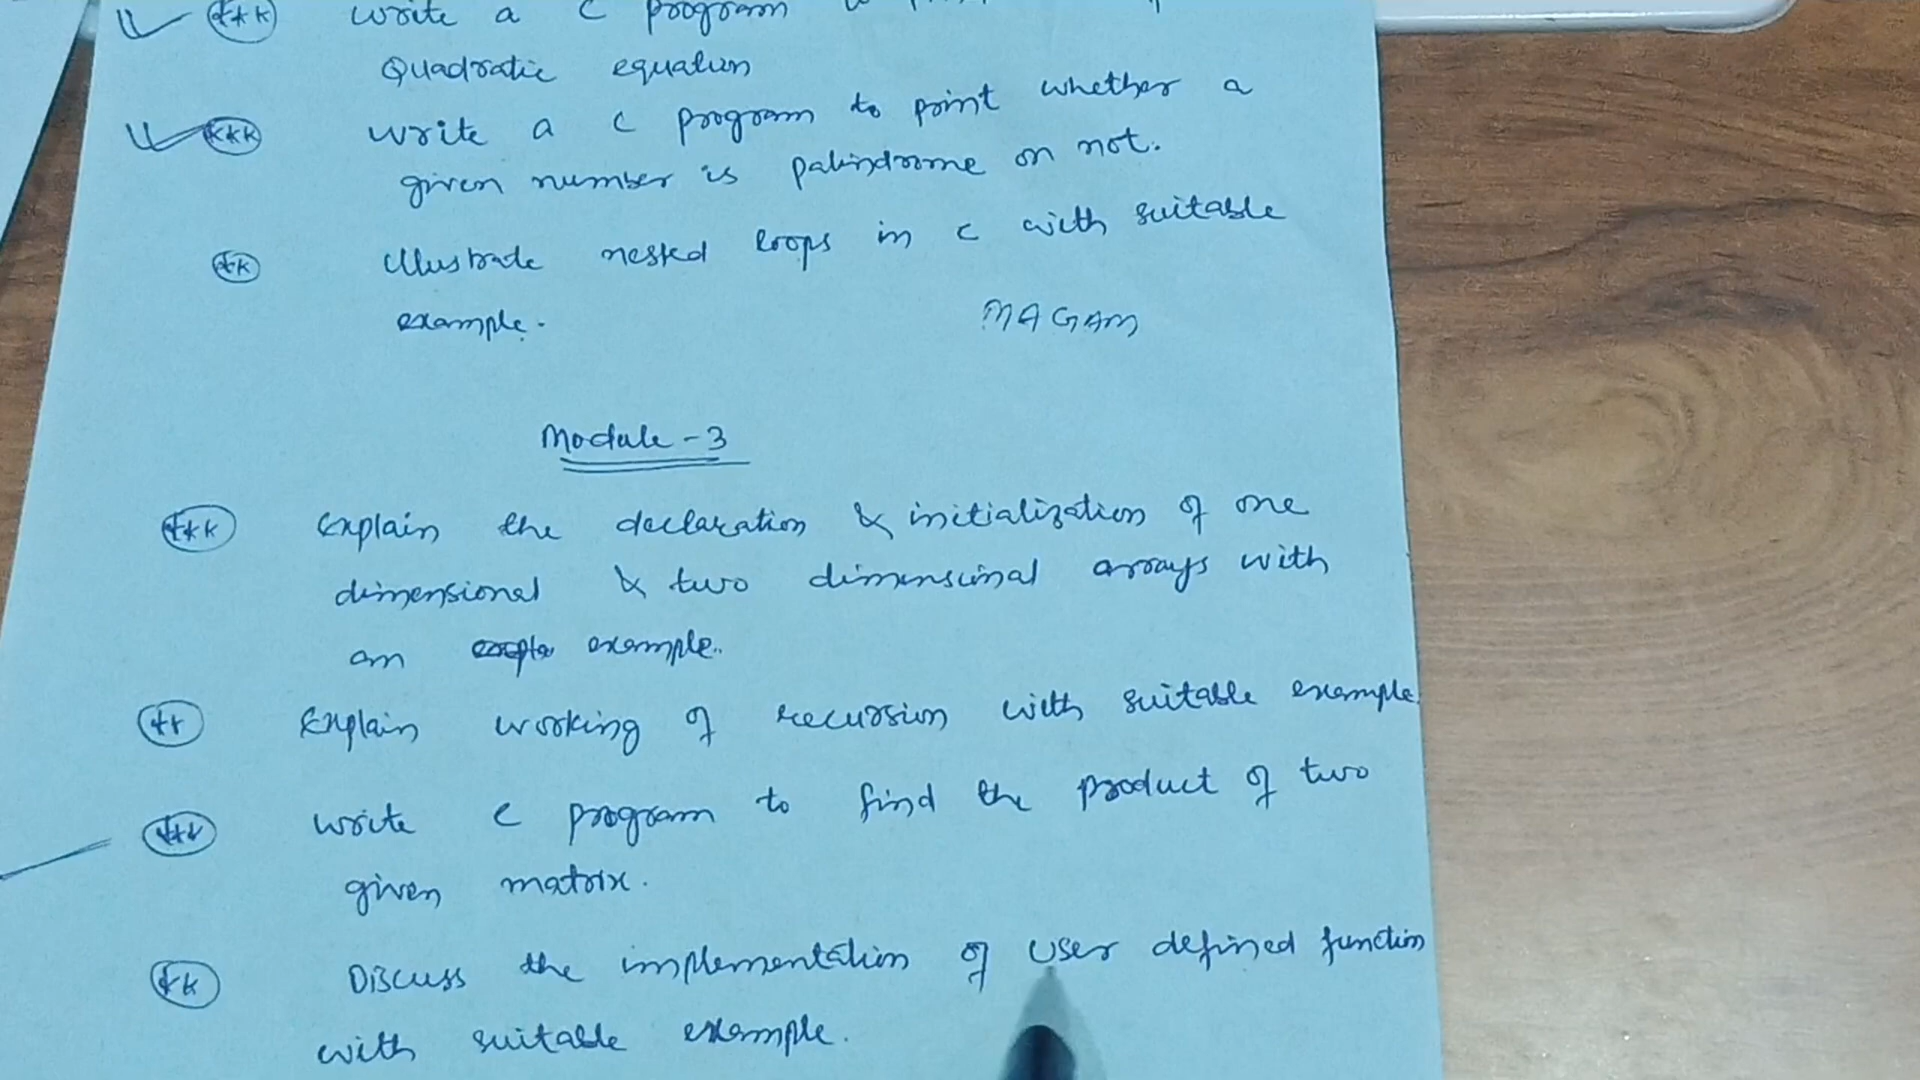 *** write a c program
Quadratic equation
*** write a c program to print whether a
given number is palindrome or not.
** illustrate nested loops in c with suitable
example.
MAGAM
Module - 3
*** Explain the declaration & initialization of one
dimensional & two dimensional arrays with
an example.
** Explain working of recursion with suitable example.
*** write c program to find the product of two
given matrix.
** Discuss the implementation of user defined function
with suitable example.